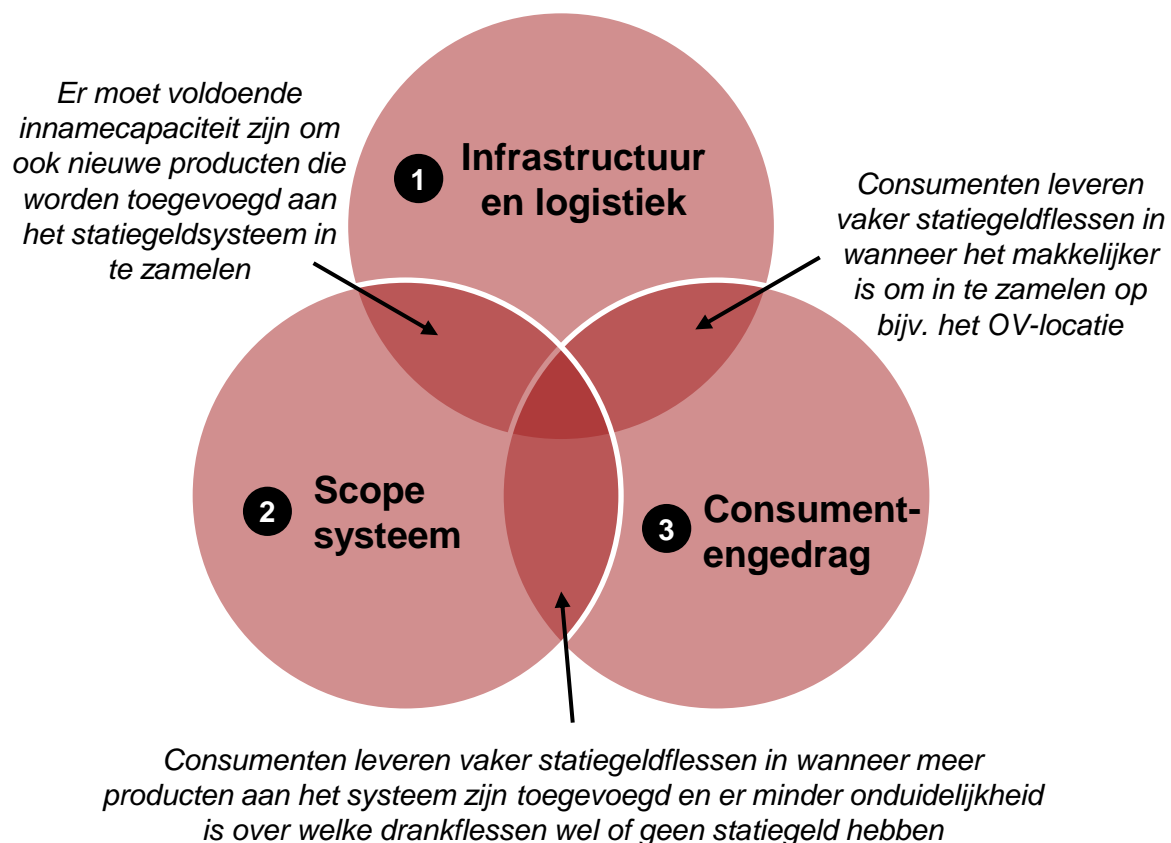 Er moet voldoende
innamecapaciteit zijn om
ook nieuwe producten die
worden toegevoegd aan
het statiegeldsysteem in
te zamelen
1
Infrastructuur
en logistiek
Consumenten leveren
vaker statiegeldflessen in
wanneer het makkelijker
is om in te zamelen op
bijv. het OV-locatie
2
Scope
systeem
3
Consument-
engedrag
Consumenten leveren vaker statiegeldflessen in wanneer meer
producten aan het systeem zijn toegevoegd en er minder onduidelijkheid
is over welke drankflessen wel of geen statiegeld hebben